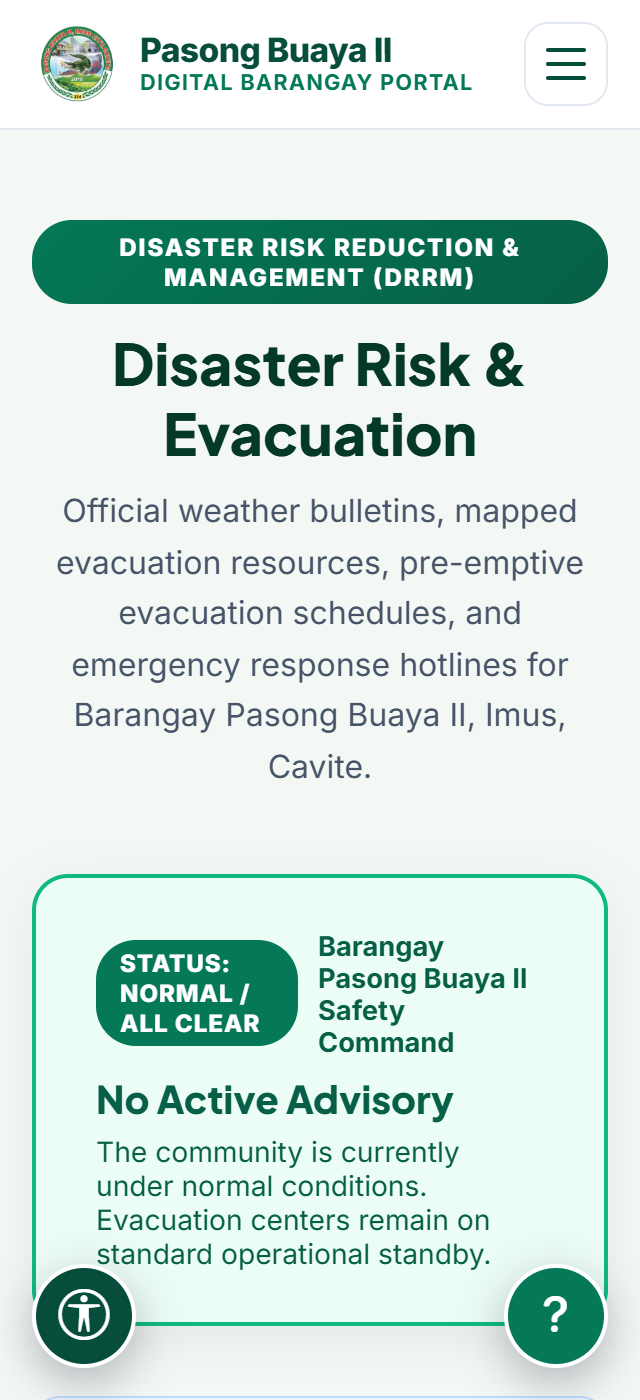 Pasong Buaya II
DIGITAL BARANGAY PORTAL
DISASTER RISK REDUCTION &
MANAGEMENT (DRRM)
Disaster Risk &
Evacuation
Official weather bulletins, mapped
evacuation resources, pre-emptive
evacuation schedules, and
emergency response hotlines for
Barangay Pasong Buaya II, Imus,
Cavite.
STATUS:
NORMAL /
ALL CLEAR
Barangay
Pasong Buaya II
Safety
Command
No Active Advisory
The community is currently
under normal conditions.
Evacuation centers remain on
standard operational standby.
?